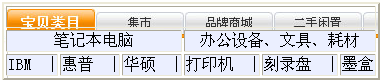 宝贝类目 集市 品牌商城 二手闲置
笔记本电脑 办公设备、文具、耗材
IBM | 惠普 | 华硕 | 打印机 | 刻录盘 | 墨盒